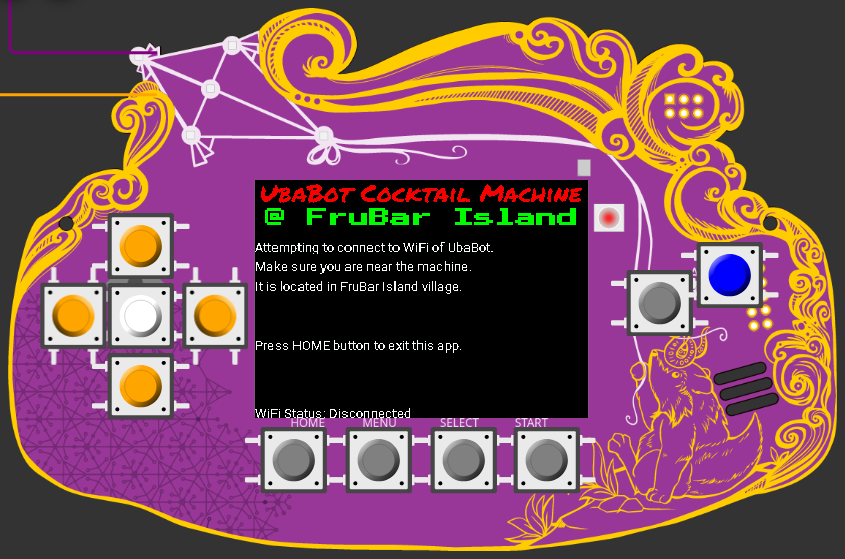 UbaBot Cocktail Machine
@ FruBar Island
Attempting to connect to WiFi of UbaBot.
Make sure you are near the machine.
It is located in FruBar Island village.
Press HOME button to exit this app.
WiFi Status: Disconnected
HOME MENU SELECT START